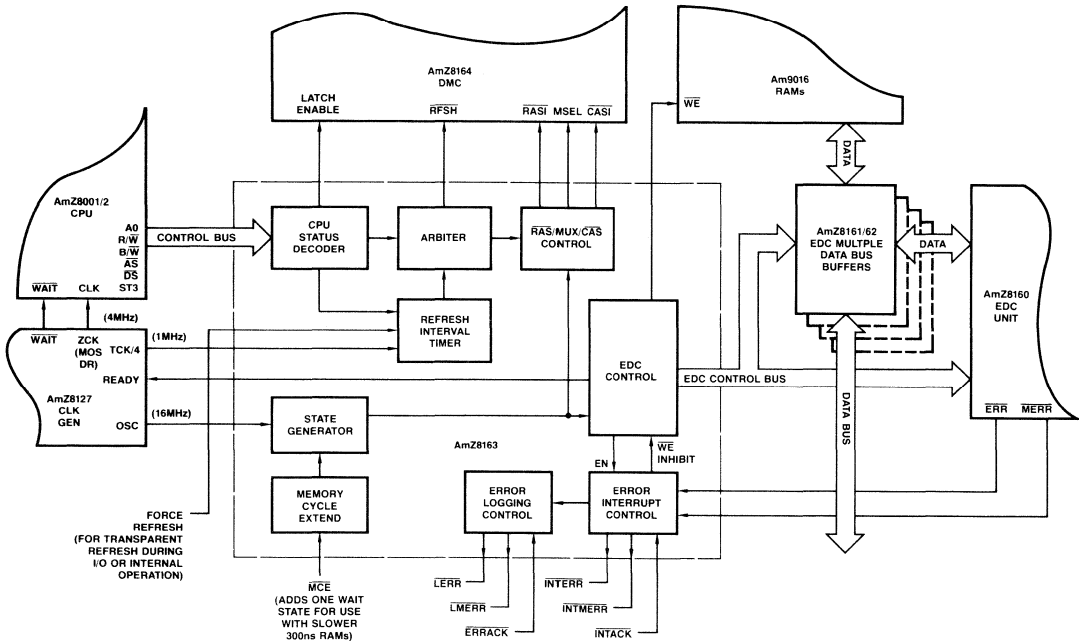 AmZ8164
DMC
LATCH
ENABLE
RFSH
RASI MSEL CASI
Am9016
RAMs
WE
DATA
AmZ8001/2
CPU
A0
R/W
B/W
AS
DS
ST3
WAIT
CLK
CONTROL BUS
CPU
STATUS
DECODER
ARBITER
RAS/MUX/CAS
CONTROL
AmZ8161/62
EDC MULTPLE
DATA BUS
BUFFERS
DATA
AmZ8160
EDC
UNIT
ERR
MERR
(4MHz)
WAIT
ZCK
(MOS
DR)
TCK/4
(1MHz)
READY
AmZ8127
CLK
GEN
OSC
(16MHz)
REFRESH
INTERVAL
TIMER
EDC
CONTROL
EDC CONTROL BUS
DATA BUS
STATE
GENERATOR
AmZ8163
EN
WE
INHIBIT
MEMORY
CYCLE
EXTEND
ERROR
LOGGING
CONTROL
ERROR
INTERRUPT
CONTROL
FORCE
REFRESH
(FOR TRANSPARENT
REFRESH DURING
I/O OR INTERNAL
OPERATION)
MCE
(ADDS ONE WAIT
STATE FOR USE
WITH SLOWER
300ns RAMs)
LERR
LMERR
ERRACK
INTERR
INTMERR
INTACK